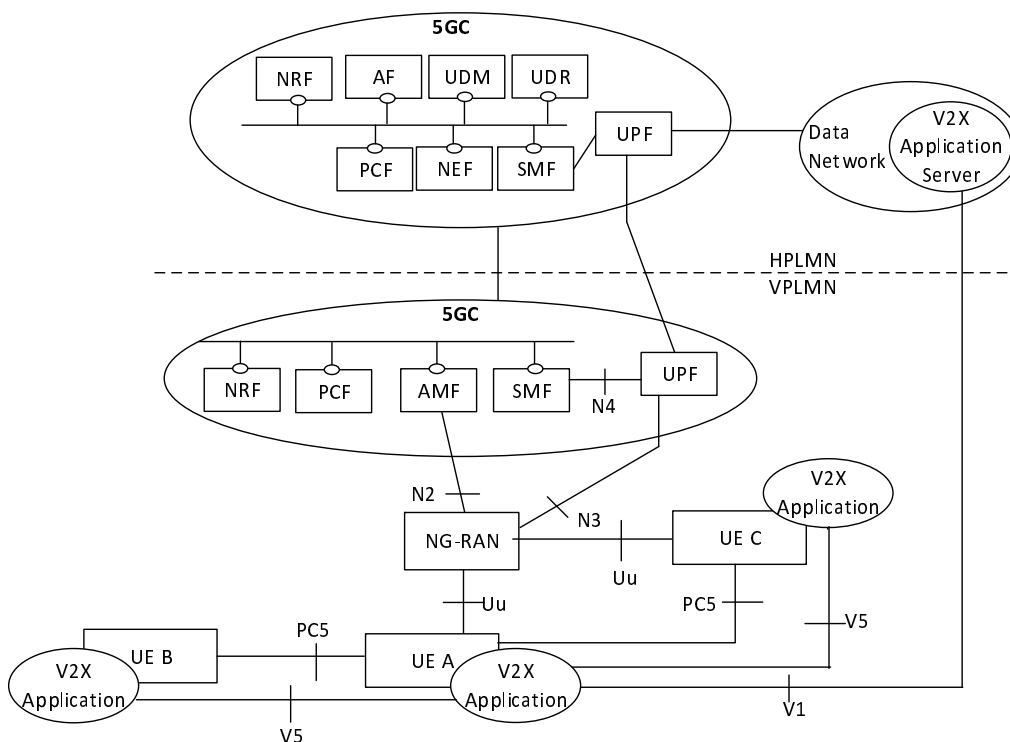 5GC
NRF
AF
UDM
UDR
UPF
PCF
NEF
SMF
Data
Network
V2X
Application
Server
HPLMN
VPLMN
5GC
NRF
PCF
AMF
SMF
N4
UPF
N2
N3
V2X
Application
NG-RAN
UE C
Uu
Uu
PC5
V5
PC5
UE B
UE A
V2X
Application
V2X
Application
V5
V1